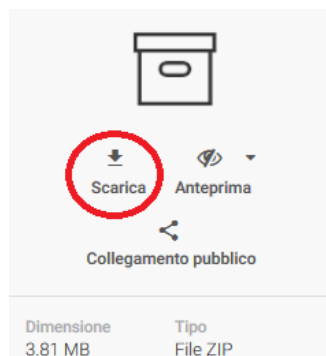 Scarica Anteprima
Collegamento pubblico
Dimensione Tipo
3.81 MB File ZIP